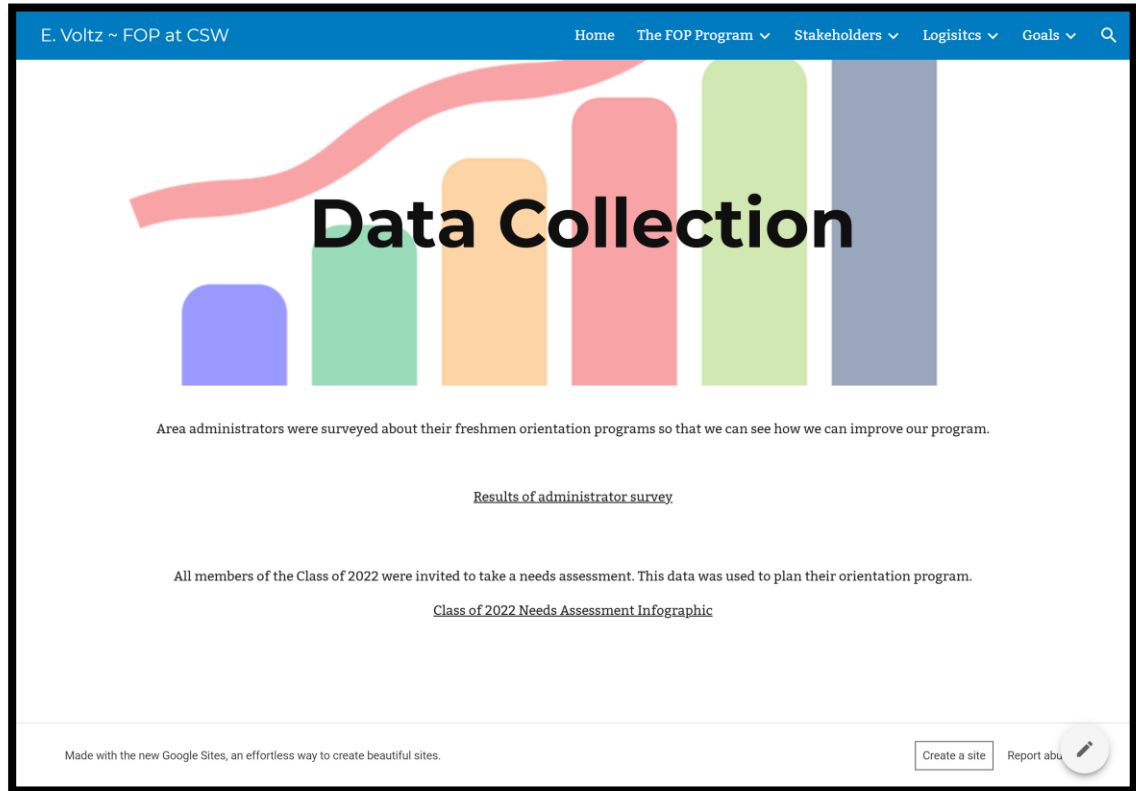 E. Voltz ~ FOP at CSW
Home The FOP Program Stakeholders Logisitcs Goals
Data Collection
Area administrators were surveyed about their freshmen orientation programs so that we can see how we can improve our program.
Results of administrator survey
All members of the Class of 2022 were invited to take a needs assessment. This data was used to plan their orientation program.
Class of 2022 Needs Assessment Infographic
Made with the new Google Sites, an effortless way to create beautiful sites.
Create a site Report abu